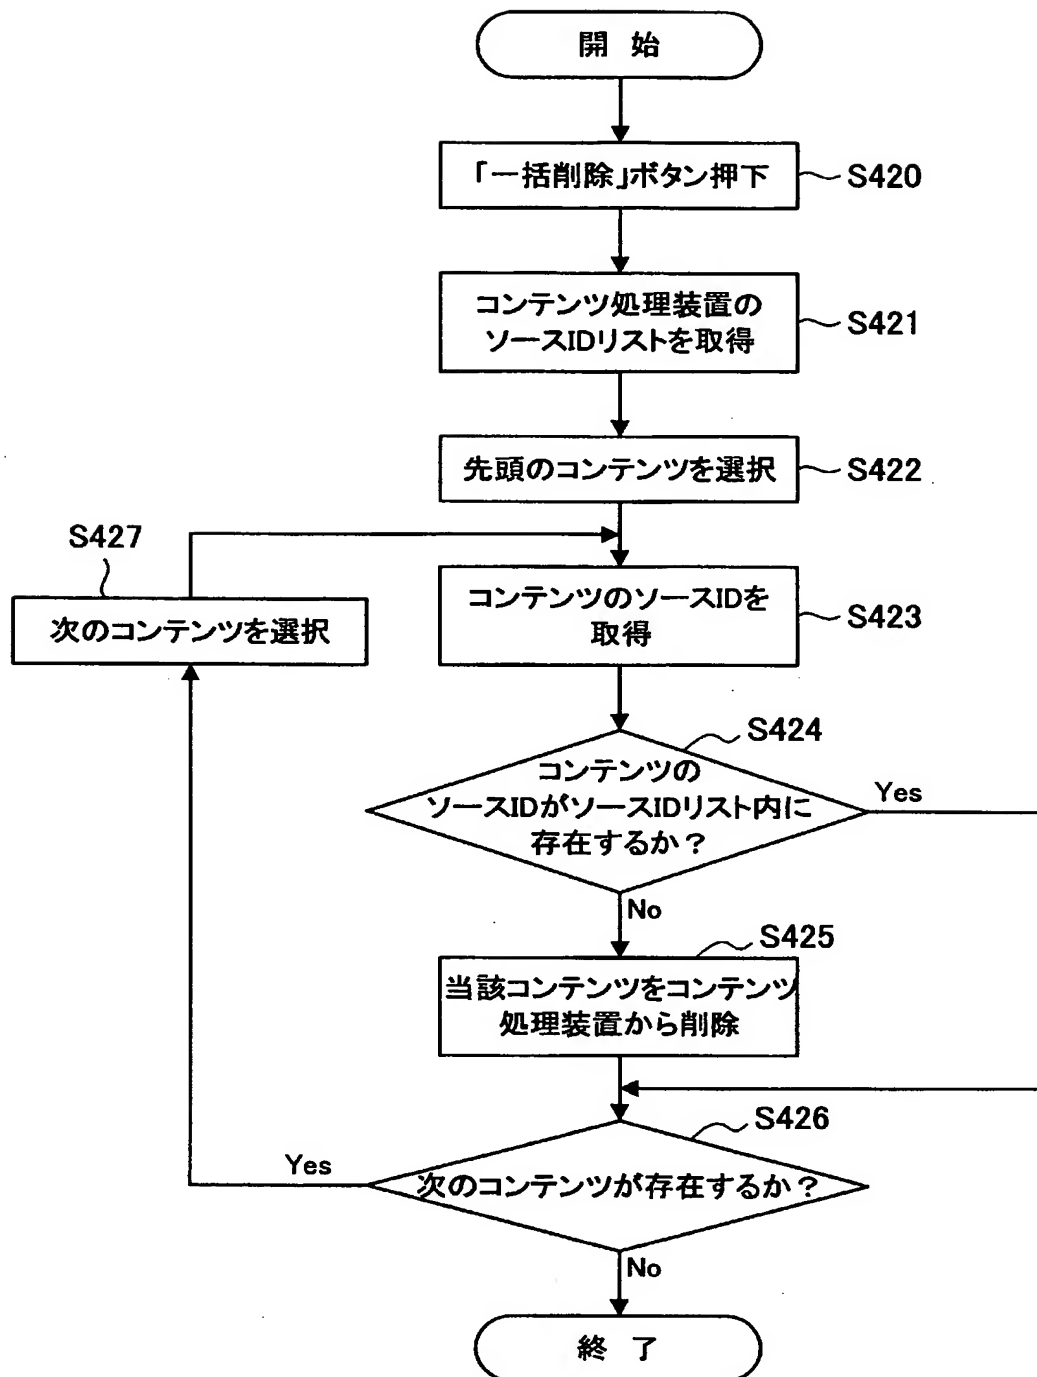 開 始
「一括削除」ボタン押下
S420
コンテンツ処理装置の
ソースIDリストを取得
S421
先頭のコンテンツを選択
S422
S427
次のコンテンツを選択
コンテンツのソースIDを
取得
S423
S424
コンテンツの
ソースIDがソースIDリスト内に
存在するか？
Yes
No
S425
当該コンテンツをコンテンツ
処理装置から削除
S426
次のコンテンツが存在するか？
Yes
No
終 了